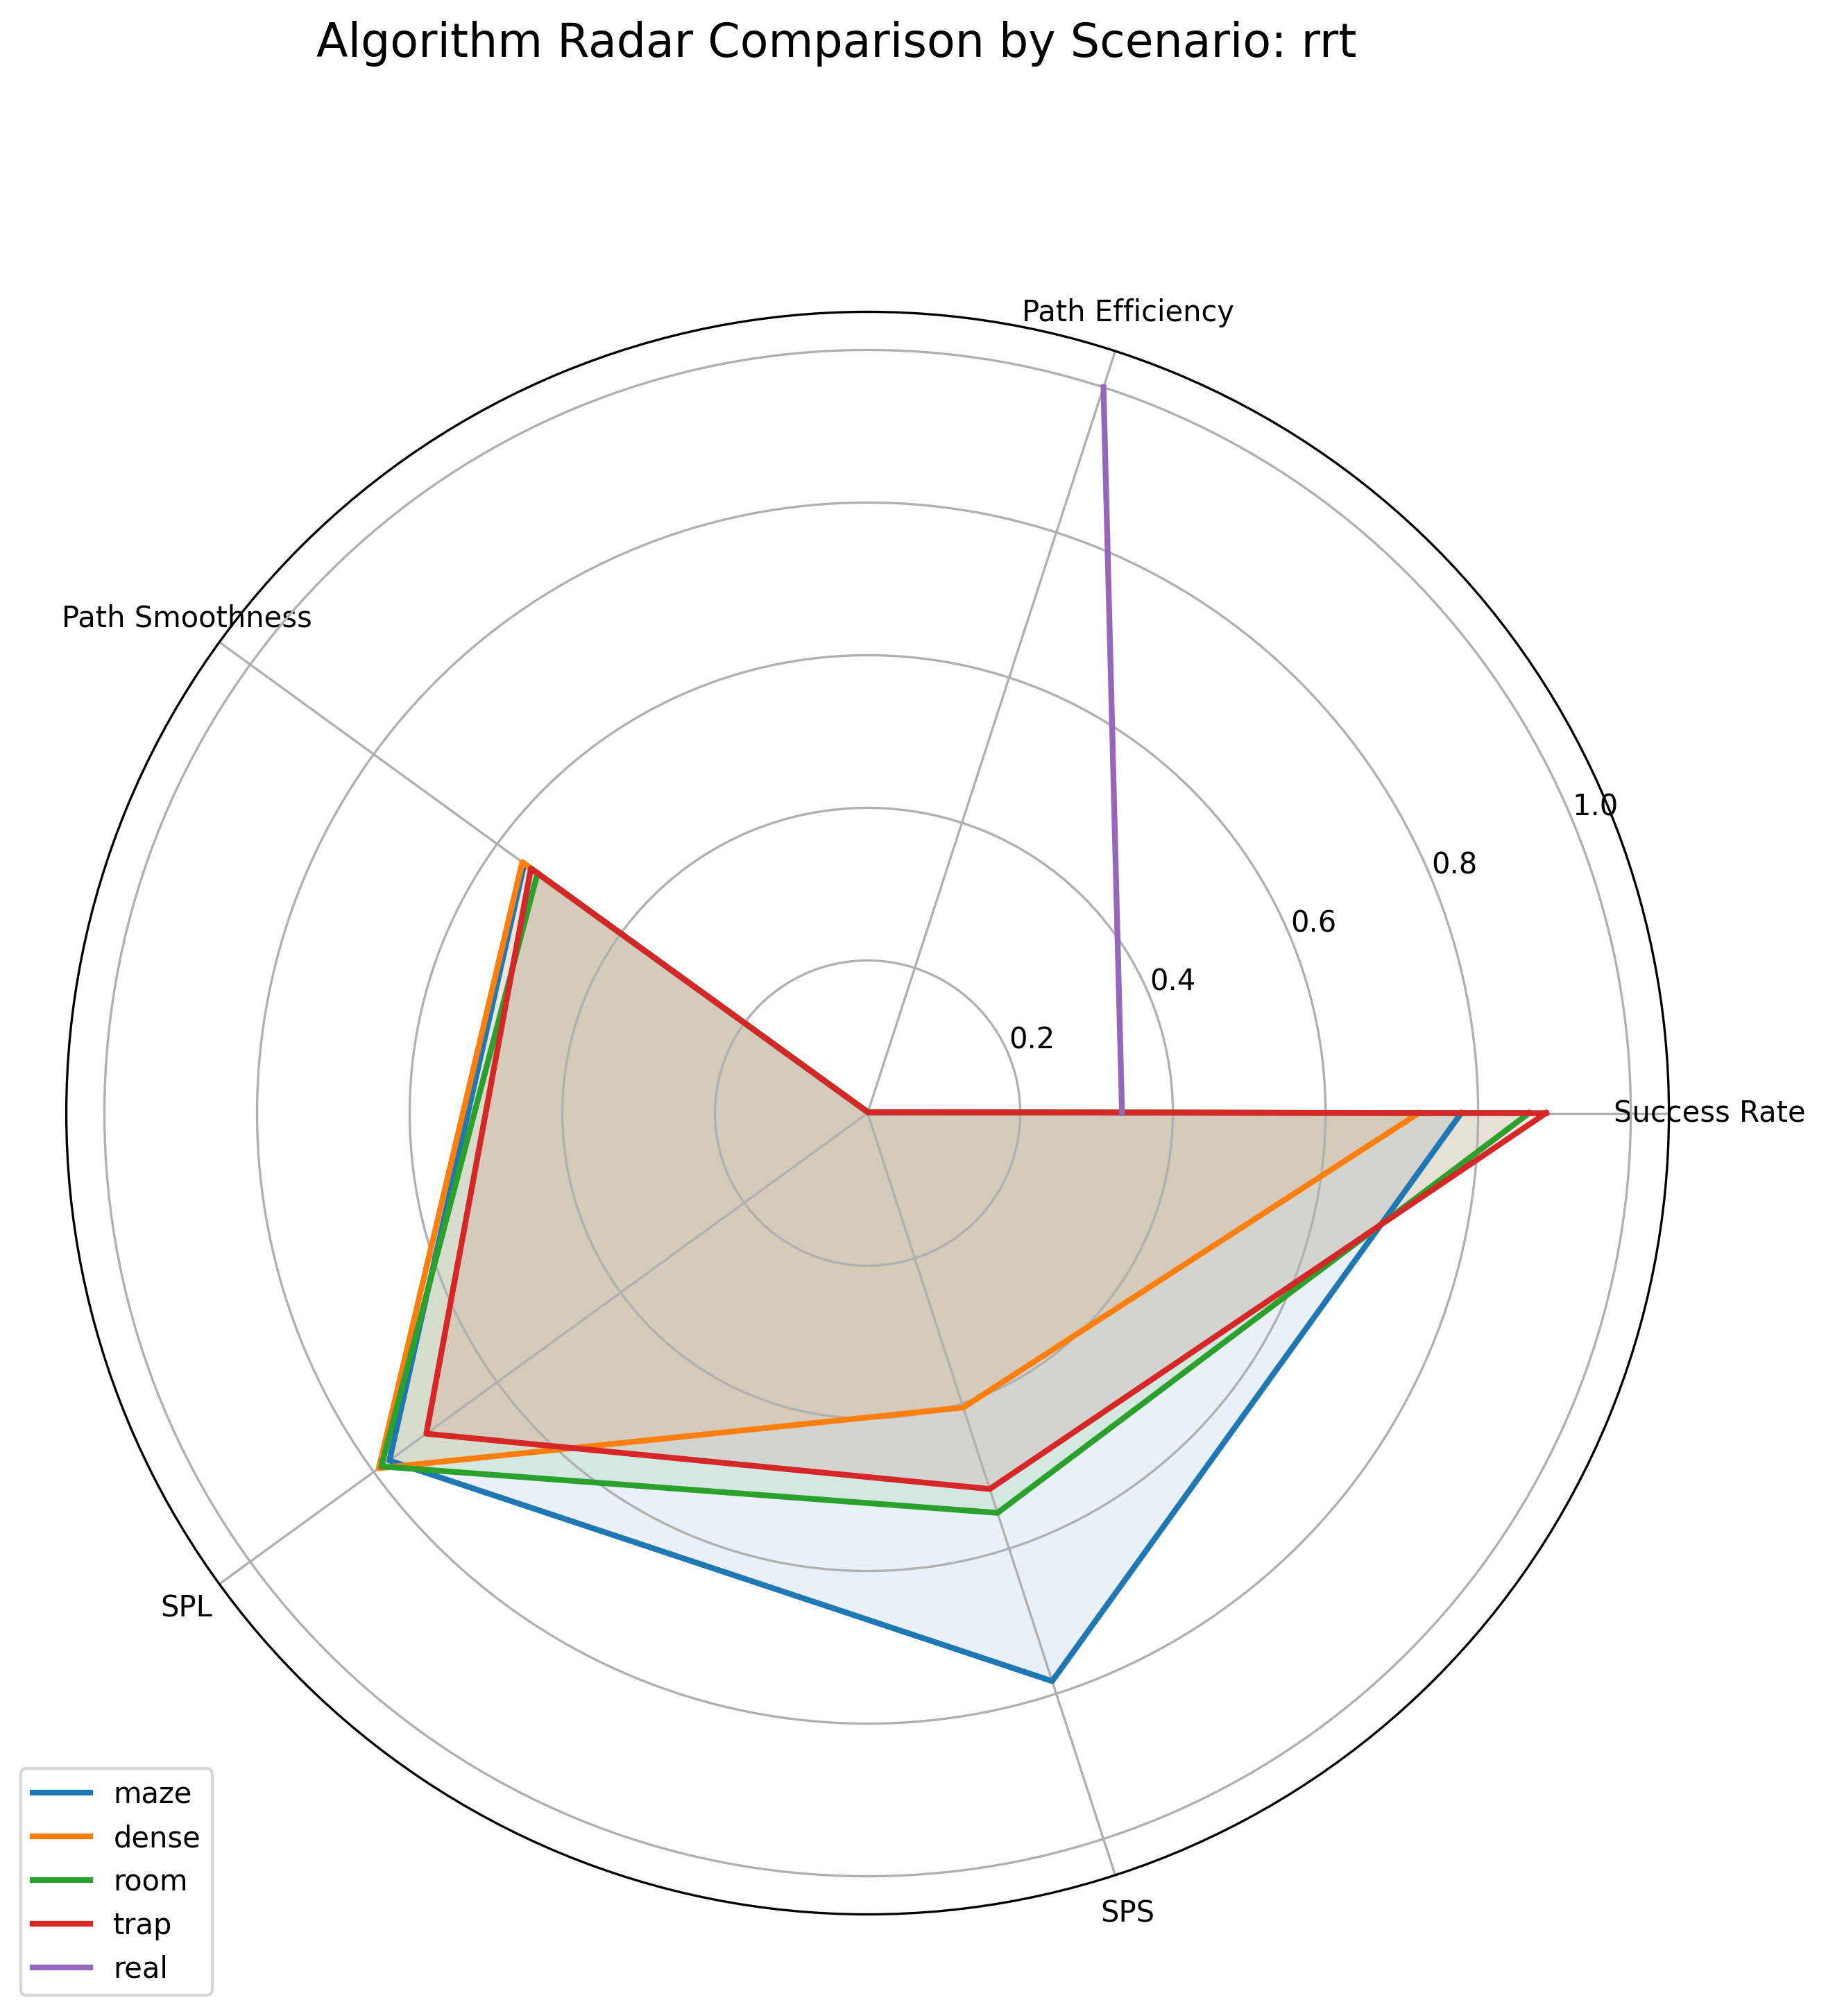 Algorithm Radar Comparison by Scenario: rrt
Path Efficiency
Path Smoothness
1.0
0.8
0.6
0.4
0.2
Success Rate
SPL
SPS
maze
dense
room
trap
real